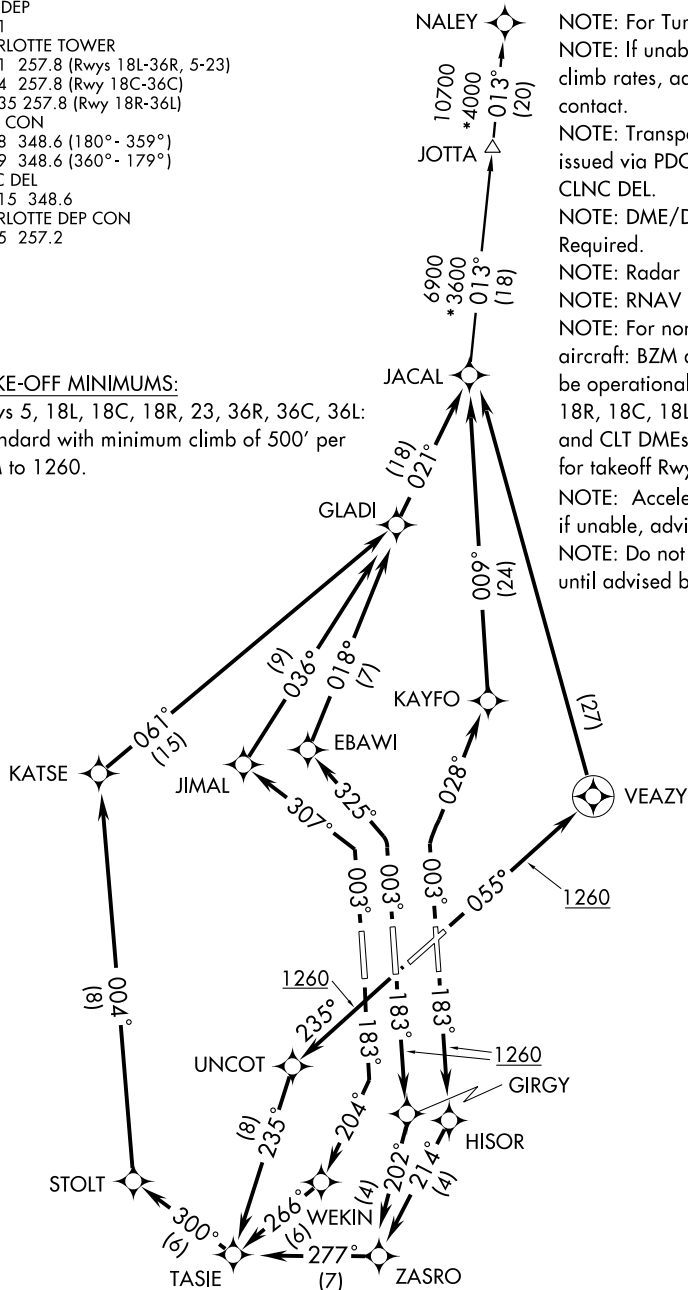 DEP
1
RLOTTE TOWER
1 257.8 (Rwys 18L-36R, 5-23)
4 257.8 (Rwy 18C-36C)
35 257.8 (Rwy 18R-36L)
CON
8 348.6 (180°- 359°)
9 348.6 (360°- 179°)
C DEL
15 348.6
RLOTTE DEP CON
5 257.2
KE-OFF MINIMUMS:
ys 5, 18L, 18C, 18R, 23, 36R, 36C, 36L:
ndard with minimum climb of 500' per
M to 1260.
NOTE: For Tur
NOTE: If unab
climb rates, ad
contact.
NOTE: Transp
issued via PDC
CLNC DEL.
NOTE: DME/D
Required.
NOTE: Radar
NOTE: RNAV
NOTE: For nor
aircraft: BZM a
be operational
18R, 18C, 18L
and CLT DMEs
for takeoff Rwy
NOTE: Accele
if unable, advi
NOTE: Do not
until advised b
NALEY
10700
*4000
013°
(20)
JOTTA
6900
*3600
013°
(18)
JACAL
(18)
021°
GLADI
009°
(24)
(9)
036°
018°
(7)
061°
(15)
(27)
KAYFO
EBAWI
JIMAL
KATSE
VEAZY
028°
325°
307°
003°
003°
003°
055°
1260
004°
(8)
1260
235°
183°
183°
183°
1260
UNCOT
GIRGY
HISOR
(8)
235°
204°
202°
(4)
214°
(4)
STOLT
WEKIN
300°
(6)
266°
(6)
277°
(7)
TASIE
ZASRO